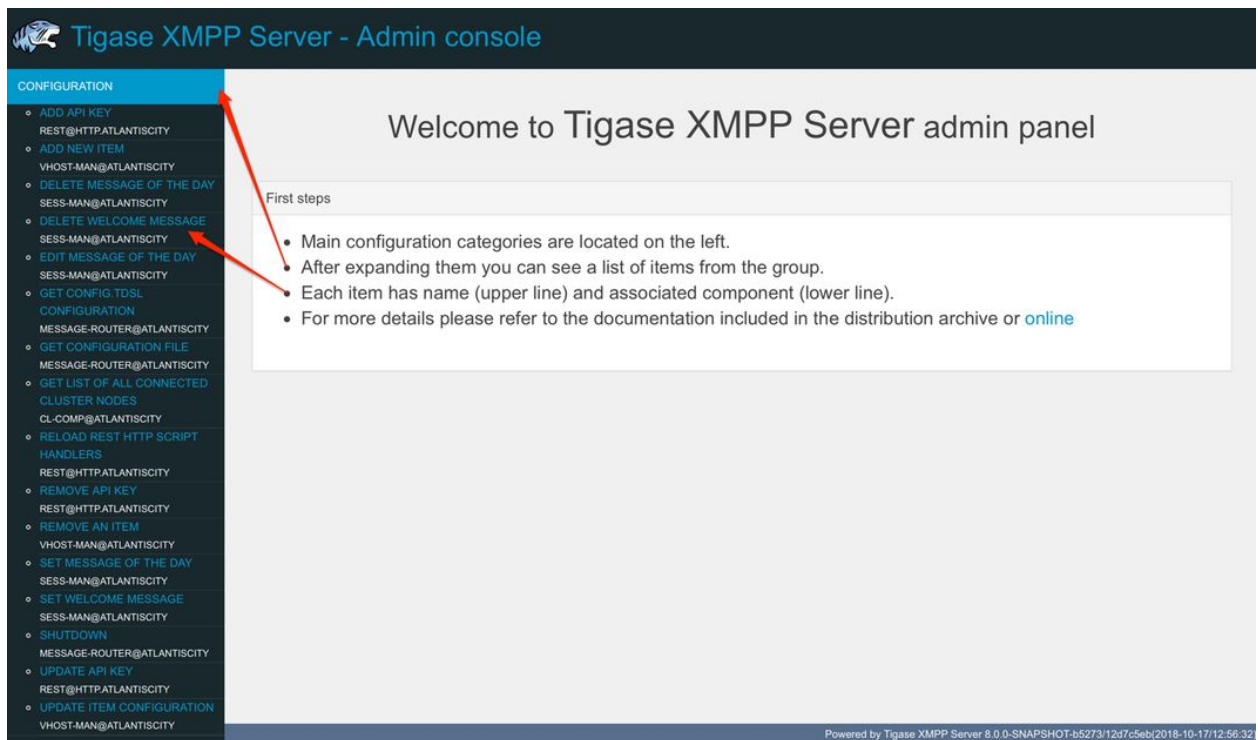 Tigase XMPP Server - Admin console
CONFIGURATION
ADD API KEY
REST@HTTP.ATLANTISCITY
ADD NEW ITEM
VHOST-MAN@ATLANTISCITY
DELETE MESSAGE OF THE DAY
SESS-MAN@ATLANTISCITY
DELETE WELCOME MESSAGE
SESS-MAN@ATLANTISCITY
EDIT MESSAGE OF THE DAY
SESS-MAN@ATLANTISCITY
GET CONFIG.TDSL
CONFIGURATION
MESSAGE-ROUTER@ATLANTISCITY
GET CONFIGURATION FILE
MESSAGE-ROUTER@ATLANTISCITY
GET LIST OF ALL CONNECTED
CLUSTER NODES
CL-COMP@ATLANTISCITY
RELOAD REST HTTP SCRIPT
HANDLERS
REST@HTTP.ATLANTISCITY
REMOVE API KEY
REST@HTTP.ATLANTISCITY
REMOVE AN ITEM
VHOST-MAN@ATLANTISCITY
SET MESSAGE OF THE DAY
SESS-MAN@ATLANTISCITY
SET WELCOME MESSAGE
SESS-MAN@ATLANTISCITY
SHUTDOWN
MESSAGE-ROUTER@ATLANTISCITY
UPDATE API KEY
REST@HTTP.ATLANTISCITY
UPDATE ITEM CONFIGURATION
VHOST-MAN@ATLANTISCITY
Welcome to Tigase XMPP Server admin panel
First steps
Main configuration categories are located on the left.
After expanding them you can see a list of items from the group.
Each item has name (upper line) and associated component (lower line).
For more details please refer to the documentation included in the distribution archive or online
Powered by Tigase XMPP Server 8.0.0-SNAPSHOT-b5273/12d7c5eb(2018-10-17/12:56:32)